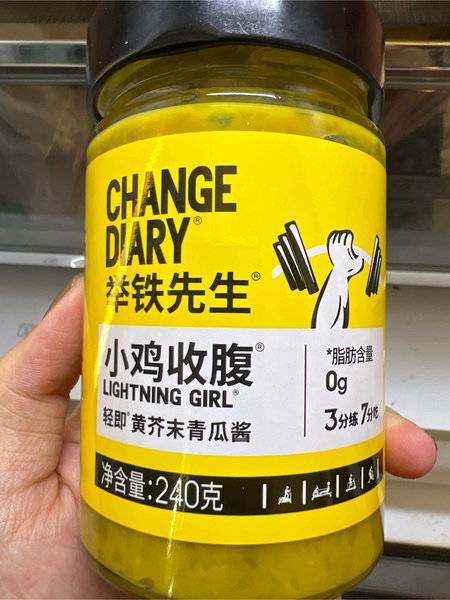 CHANGE
DIARY®
举铁先生®
小鸡收腹®
LIGHTNING GIRL®
轻即®黄芥末青瓜酱
*脂肪含量
0g
3分练 7分吃
净含量:240克